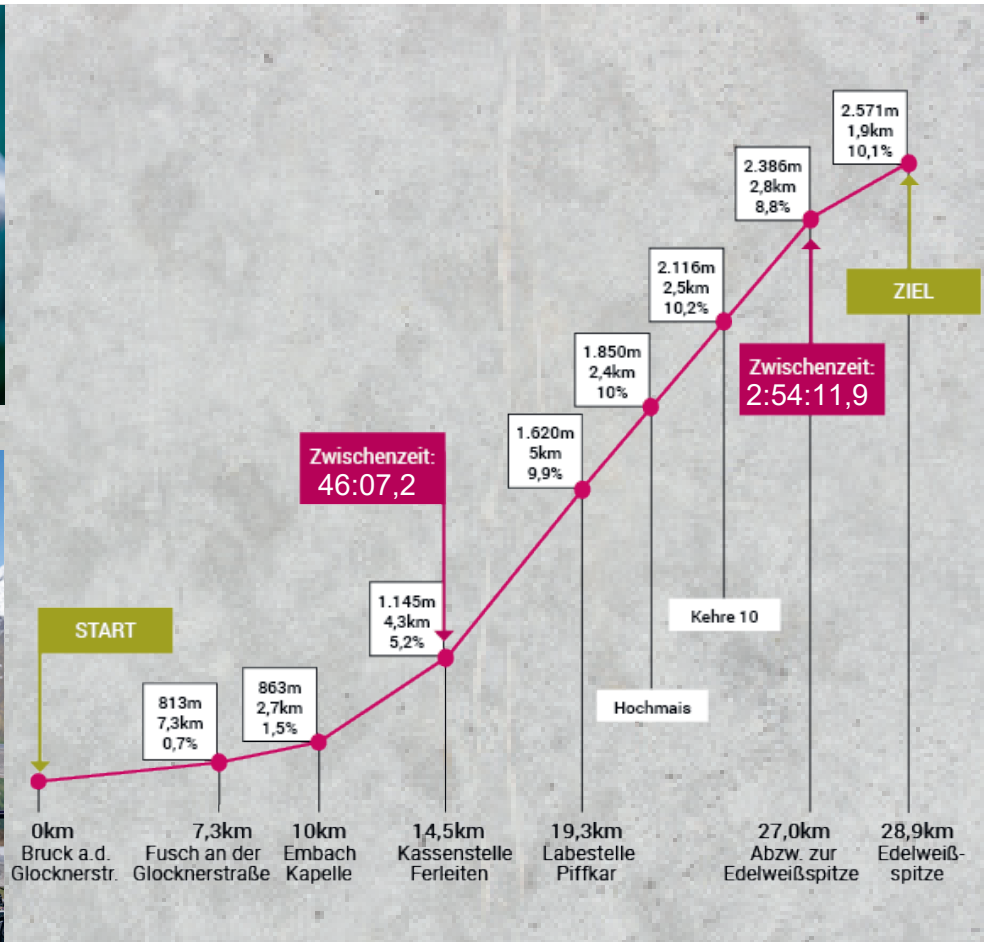 2.571m
1,9km
10,1%
2.386m
2,8km
8,8%
ZIEL
2.116m
2,5km
10,2%
1.850m
2,4km
10%
Zwischenzeit:
2:54:11,9
1.620m
5km
9,9%
Zwischenzeit:
46:07,2
1.145m
4,3km
5,2%
START
Kehre 10
863m
2,7km
1,5%
813m
7,3km
0,7%
Hochmais
0km
Bruck a.d.
Glocknerstr.
7,3km
Fusch an der
Glocknerstraße
10km
Embach
Kapelle
14,5km
Kassenstelle
Ferleiten
19,3km
Labestelle
Piffkar
27,0km
Abzw. zur
Edelweißspitze
28,9km
Edelweiß-
spitze